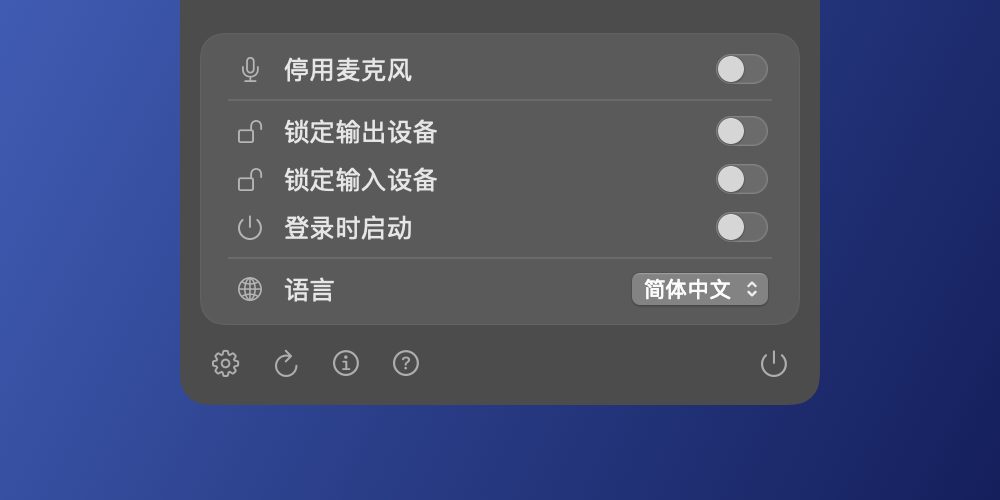 停用麦克风
锁定输出设备
锁定输入设备
登录时启动
语言 简体中文